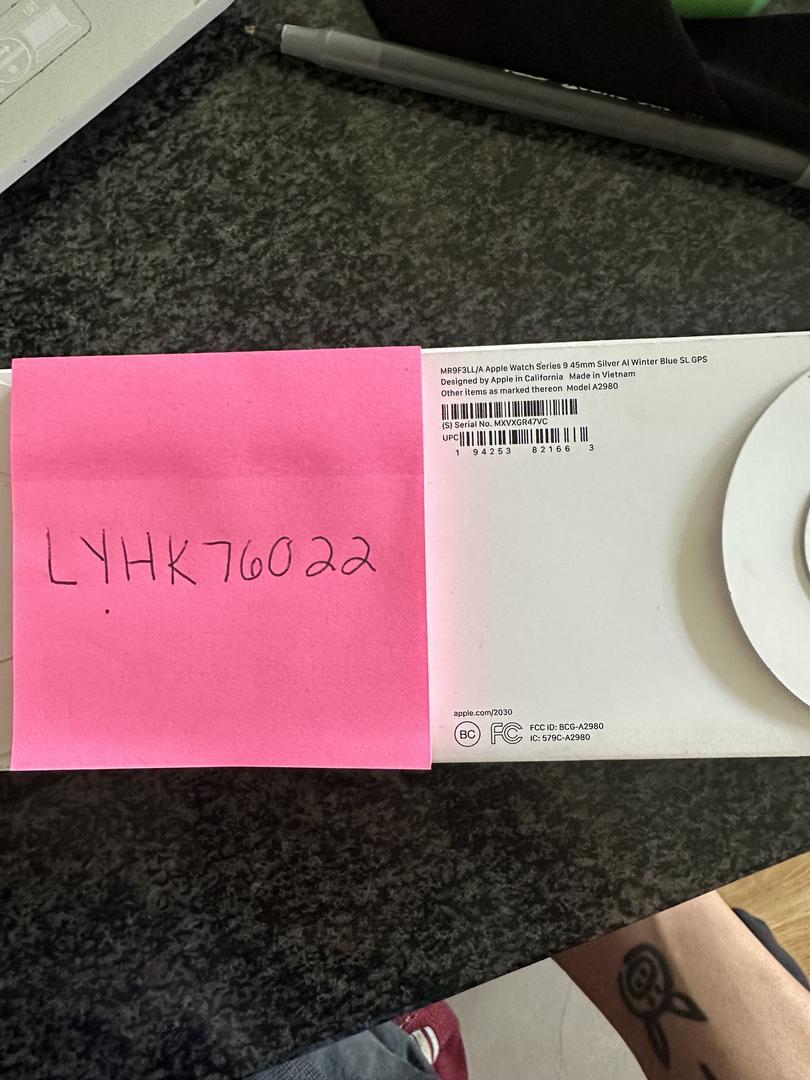 LYHK76022
MR9F3LL/A Apple Watch Series 9 45mm Silver Al Winter Blue SL GPS
Designed by Apple in California Made in Vietnam
Other items as marked thereon Model A2980
(S) Serial No. MXVXGR47VC
UPC
1 94253 82166 3
apple.com/2030
BC FC FCC ID: BCG-A2980
IC: 579C-A2980